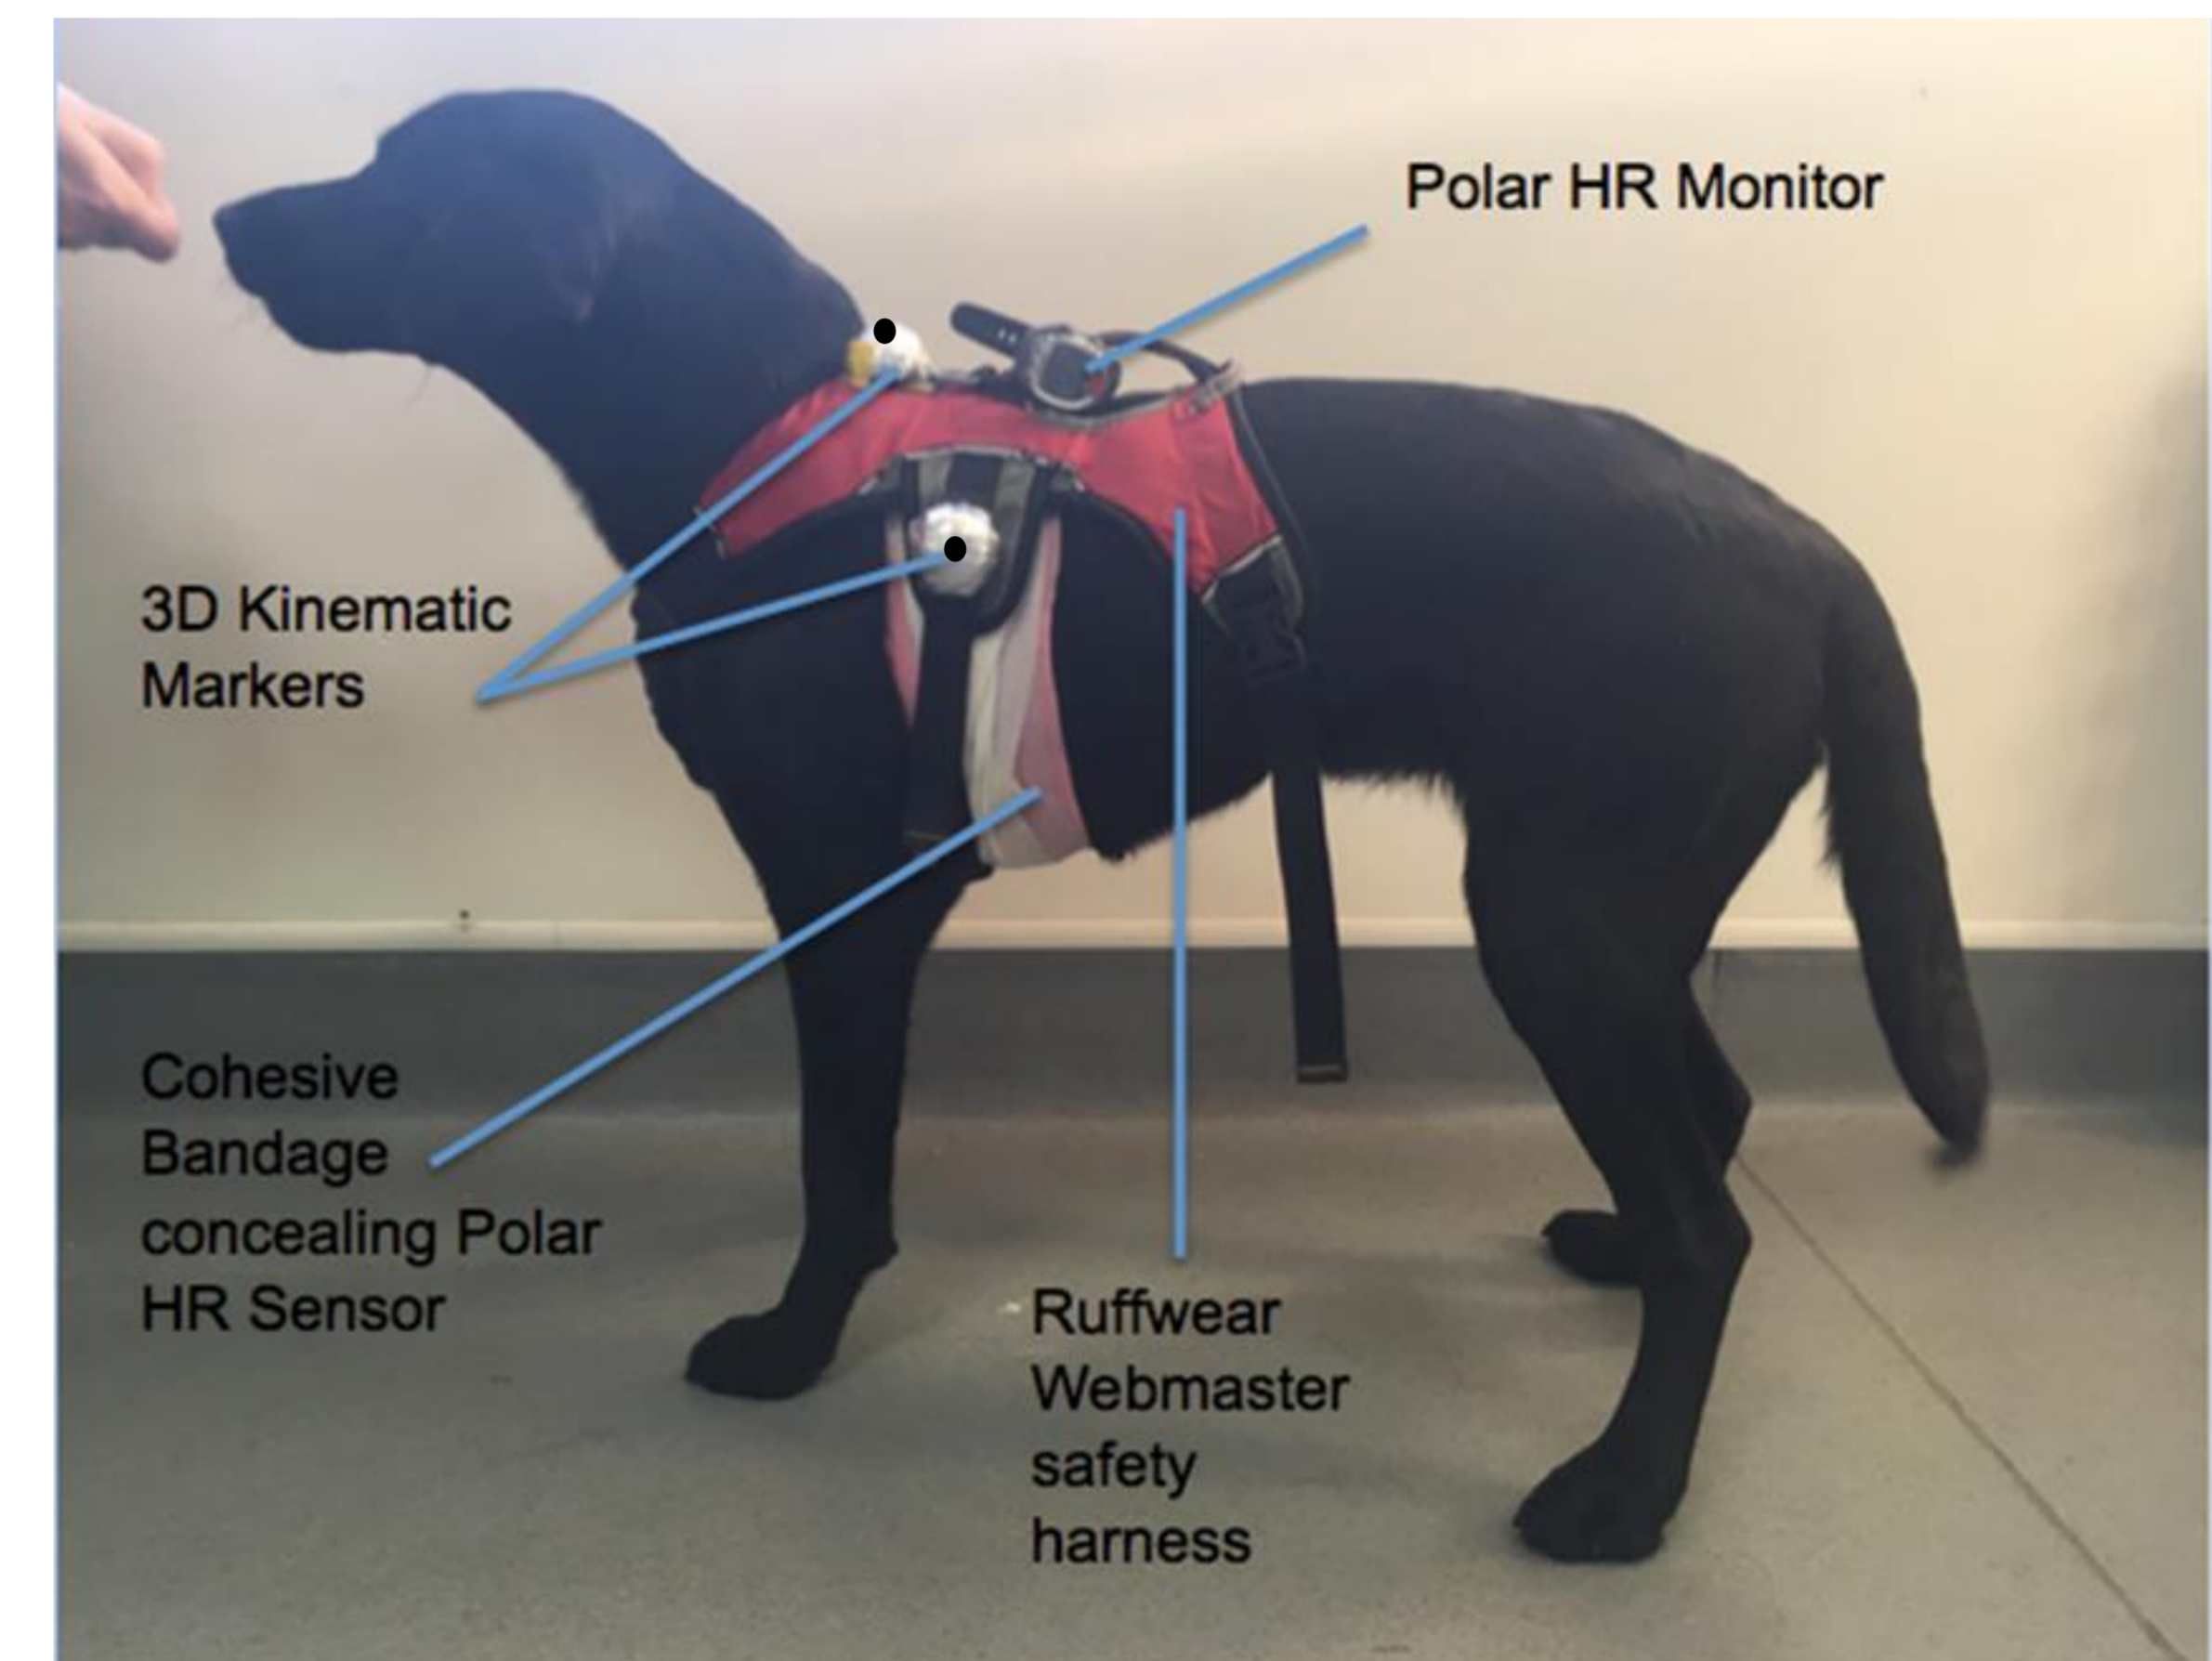 Polar HR Monitor
3D Kinematic
Markers
Cohesive
Bandage
concealing Polar
HR Sensor
Ruffwear
Webmaster
safety
harness